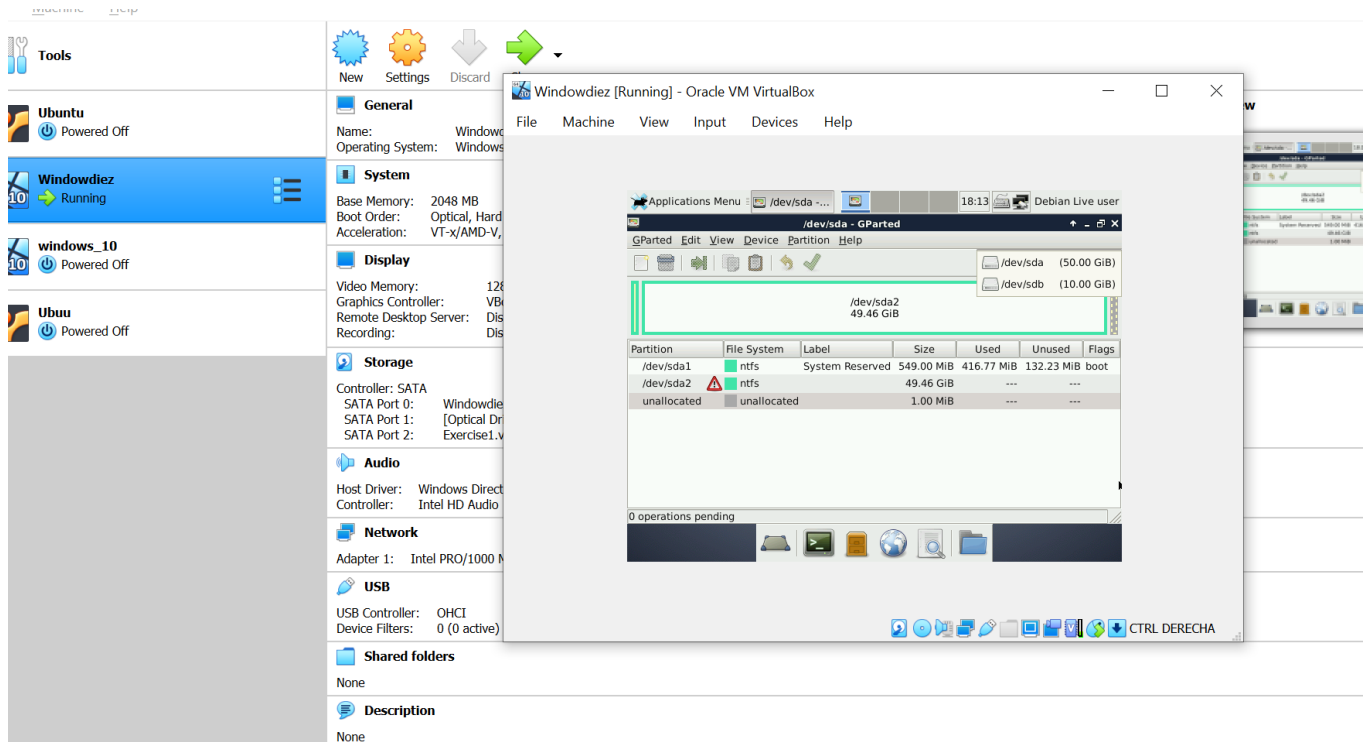 Machine Help
Tools
New Settings Discard
Ubuntu
Powered Off
Windowdiez
Running
windows_10
Powered Off
Ubuu
Powered Off
General
Name:
Operating System:
System
Base Memory: 2048 MB
Boot Order: Optical, Hard
Acceleration: VT-x/AMD-V,
Display
Video Memory: 128
Graphics Controller:
Remote Desktop Server:
Recording:
Storage
Controller: SATA
SATA Port 0: Windowdie
SATA Port 1: [Optical Dr
SATA Port 2: Exercise1.v
Audio
Host Driver: Windows Direct
Controller: Intel HD Audio
Network
Adapter 1: Intel PRO/1000
USB
USB Controller: OHCI
Device Filters: 0 (0 active)
Shared folders
None
Description
None
Windowdiez [Running] - Oracle VM VirtualBox
File Machine View Input Devices Help
Applications Menu /dev/sda -... 18:13 Debian Live user
/dev/sda - GParted
GParted Edit View Device Partition Help
/dev/sda (50.00 GiB)
/dev/sdb (10.00 GiB)
/dev/sda2
49.46 GiB
Partition File System Label Size Used Unused Flags
/dev/sda1 ntfs System Reserved 549.00 MiB 416.77 MiB 132.23 MiB boot
/dev/sda2 ntfs 49.46 GiB --- ---
unallocated unallocated 1.00 MiB --- ---
0 operations pending
CTRL DERECHA